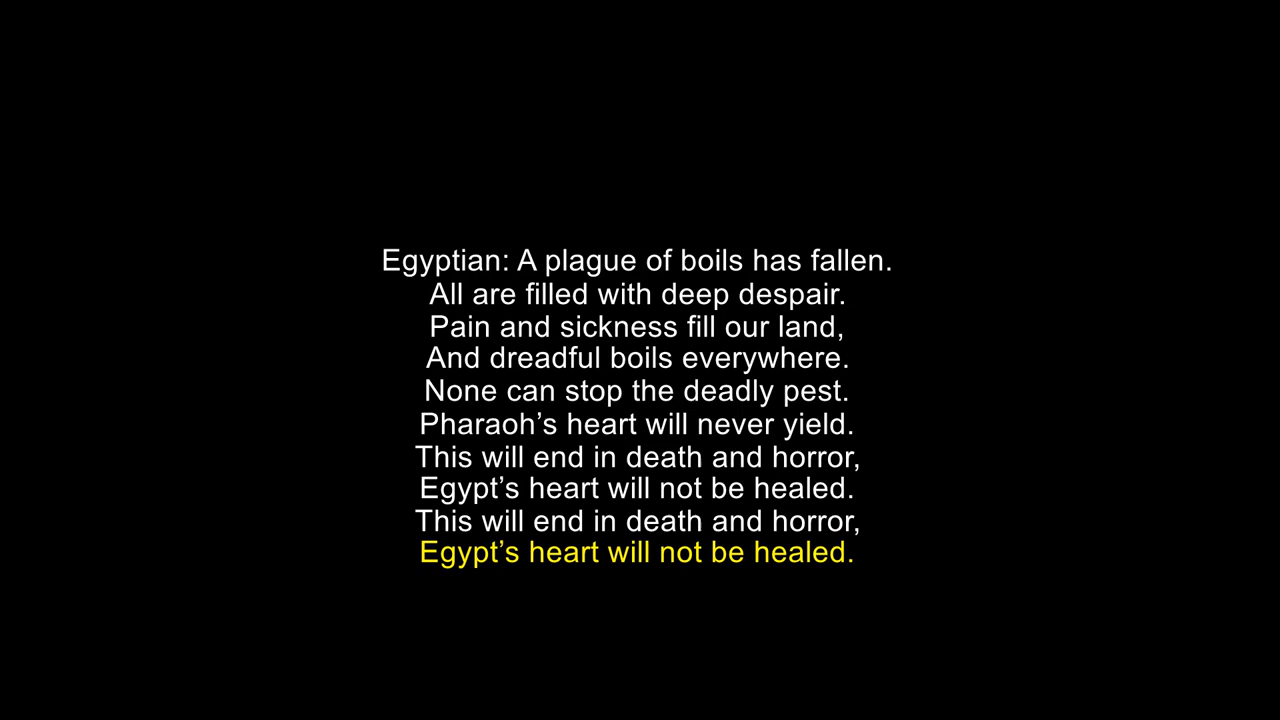 Egyptian: A plague of boils has fallen.
All are filled with deep despair.
Pain and sickness fill our land,
And dreadful boils everywhere.
None can stop the deadly pest.
Pharaoh’s heart will never yield.
This will end in death and horror,
Egypt’s heart will not be healed.
This will end in death and horror,
Egypt’s heart will not be healed.